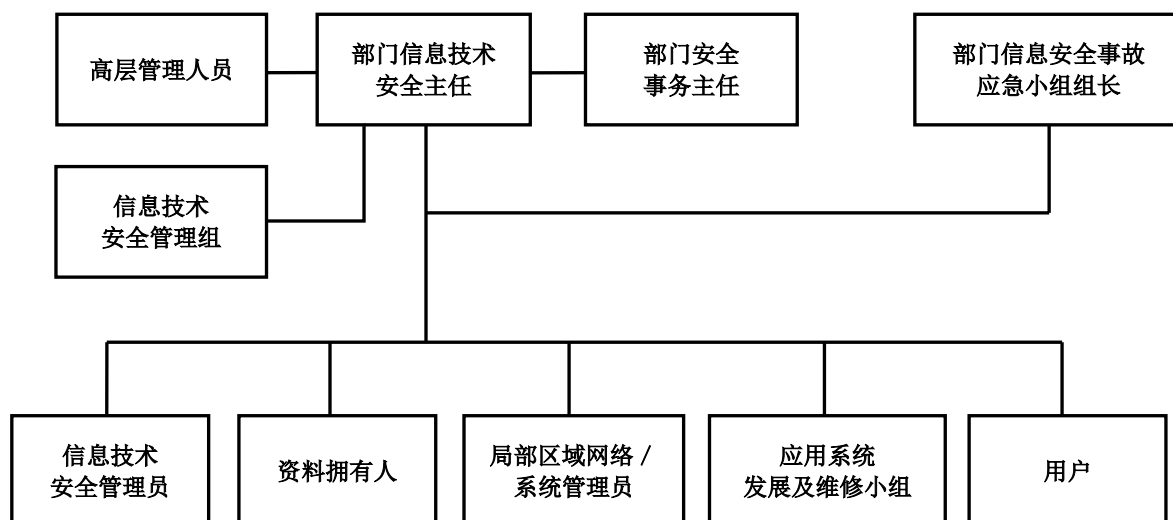 高层管理人员
部门信息技术
安全主任
部门安全
事务主任
部门信息安全事故
应急小组组长
信息技术
安全管理组
信息技术
安全管理员
资料拥有人
局部区域网络 /
系统管理员
应用系统
发展及维修小组
用户